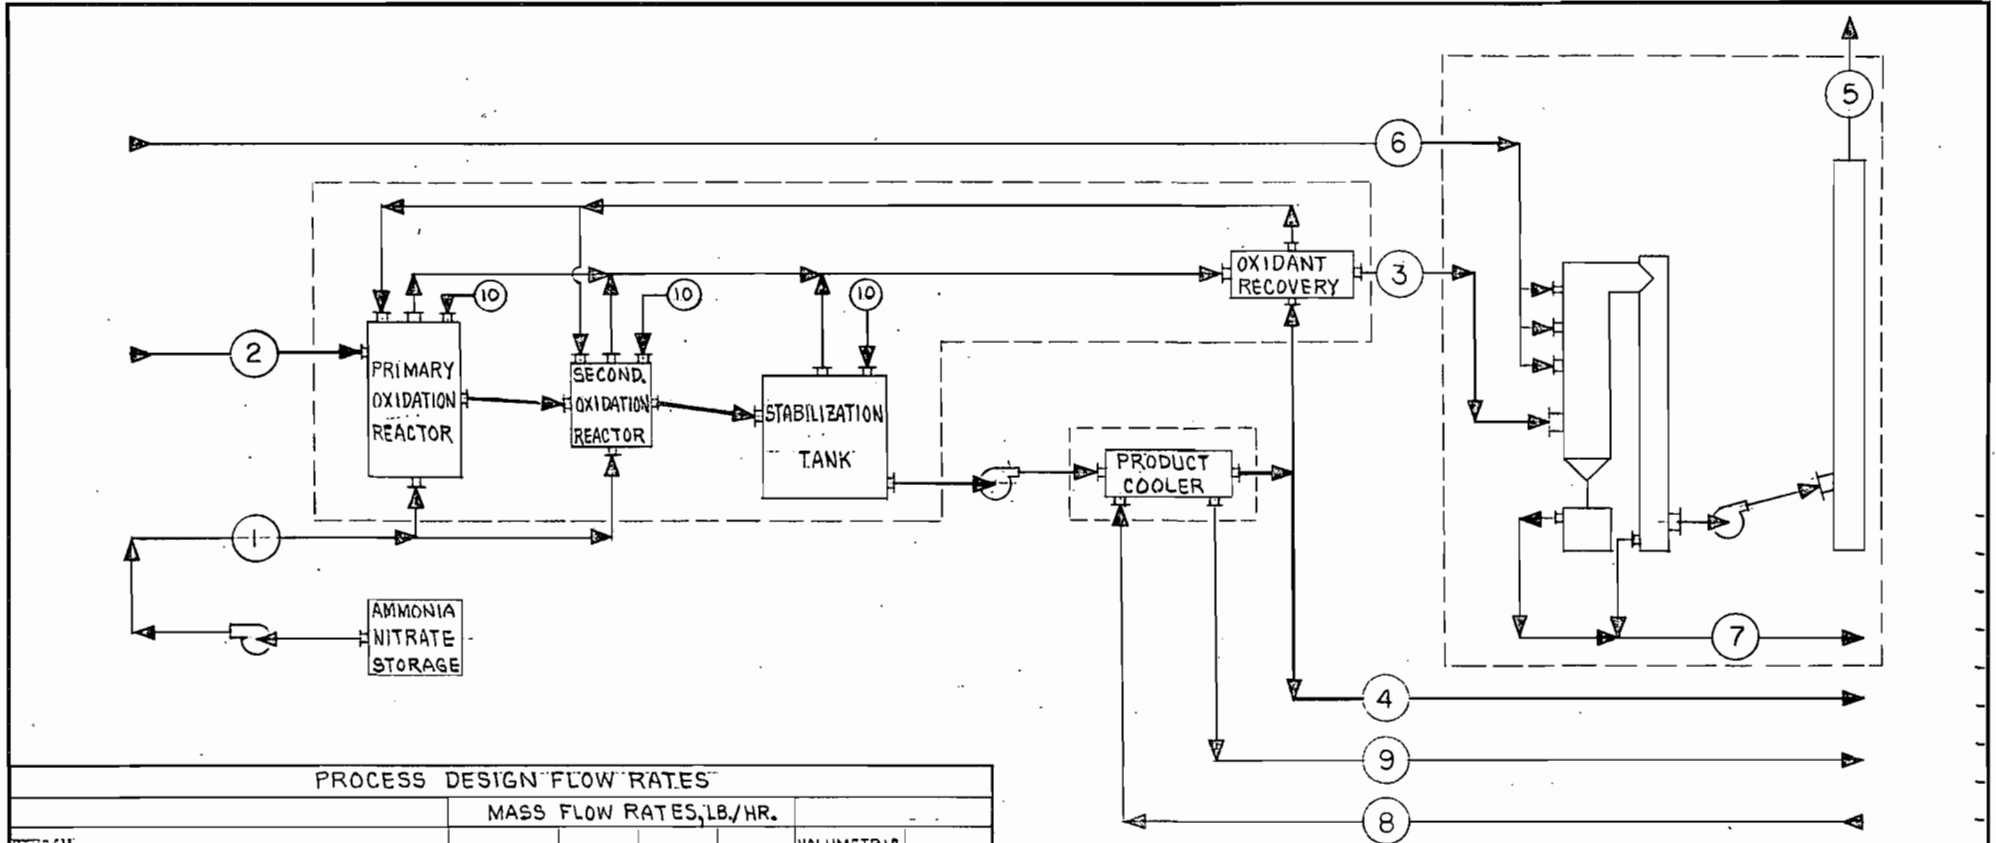 5
6
OXIDANT
RECOVERY
3
10
10
10
2
PRIMARY
OXIDATION
REACTOR
SECOND.
OXIDATION
REACTOR
STABILIZATION
TANK
PRODUCT
COOLER
1
AMMONIA
NITRATE
STORAGE
7
4
9
8
PROCESS DESIGN FLOW RATES
MASS FLOW RATES, LB./HR.